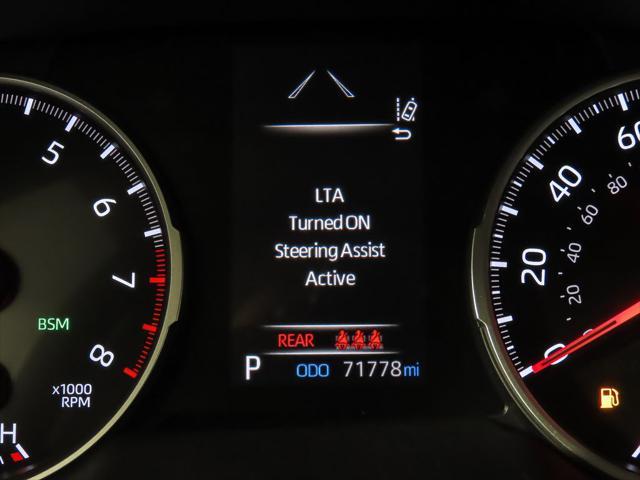 LTA
Turned ON
Steering Assist
Active
REAR
P ODO 71778 mi
5
6
7
8
BSM
x1000
RPM
H
0
20
40
60
20
40
60
80